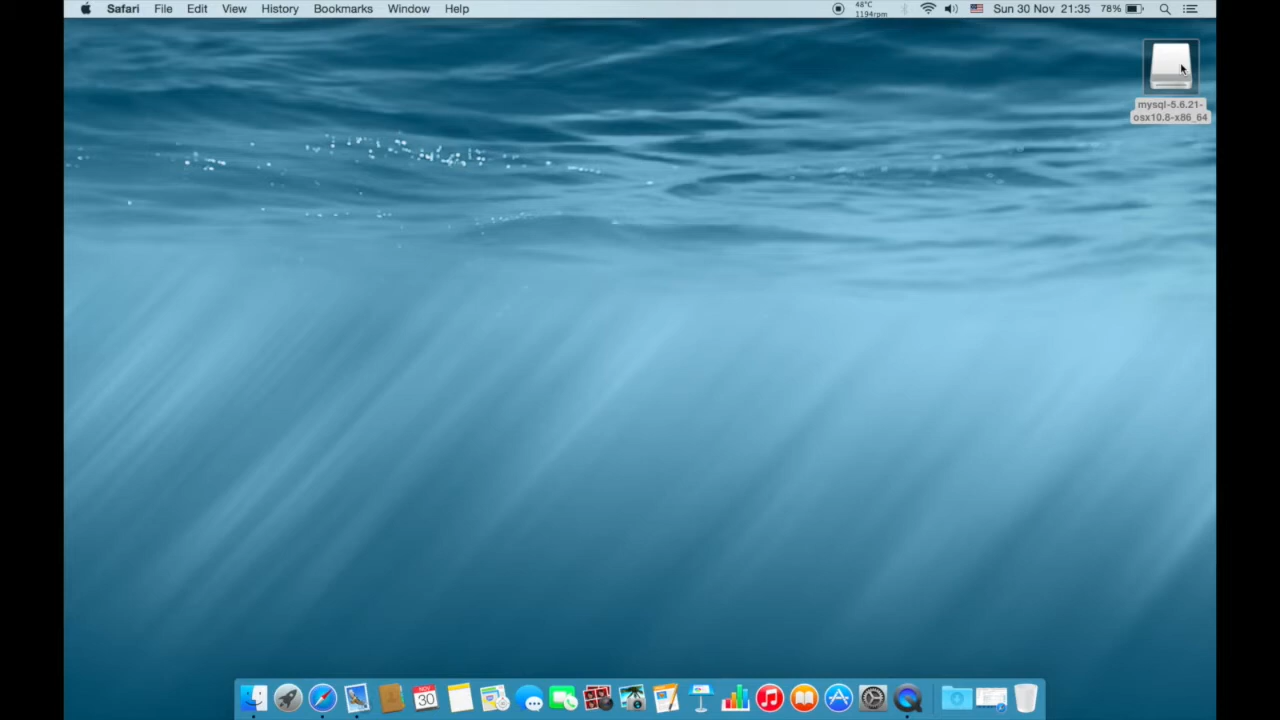 Safari File Edit View History Bookmarks Window Help 48°C 1194rpm Sun 30 Nov 21:35 78%
mysql-5.6.21-
osx10.8-x86_64
NOV
30